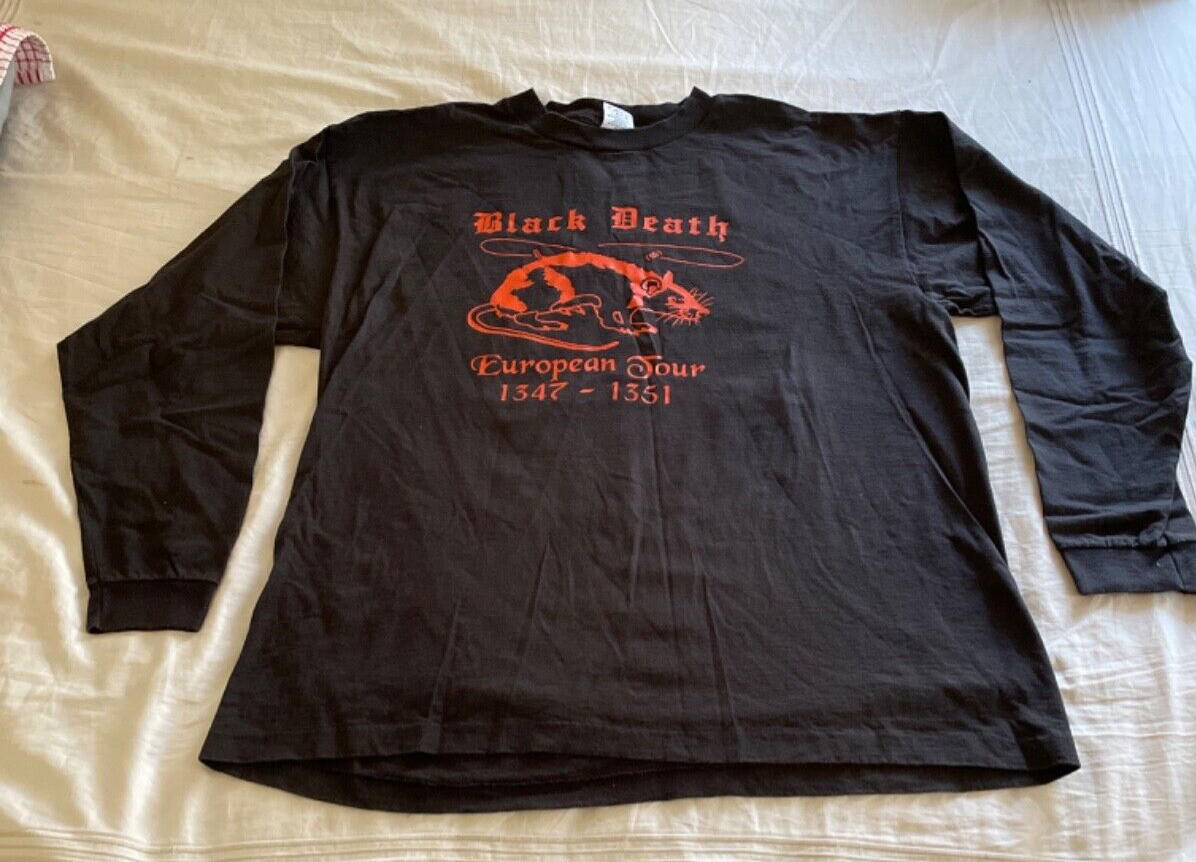 Black Death
European Tour
1347 - 1351